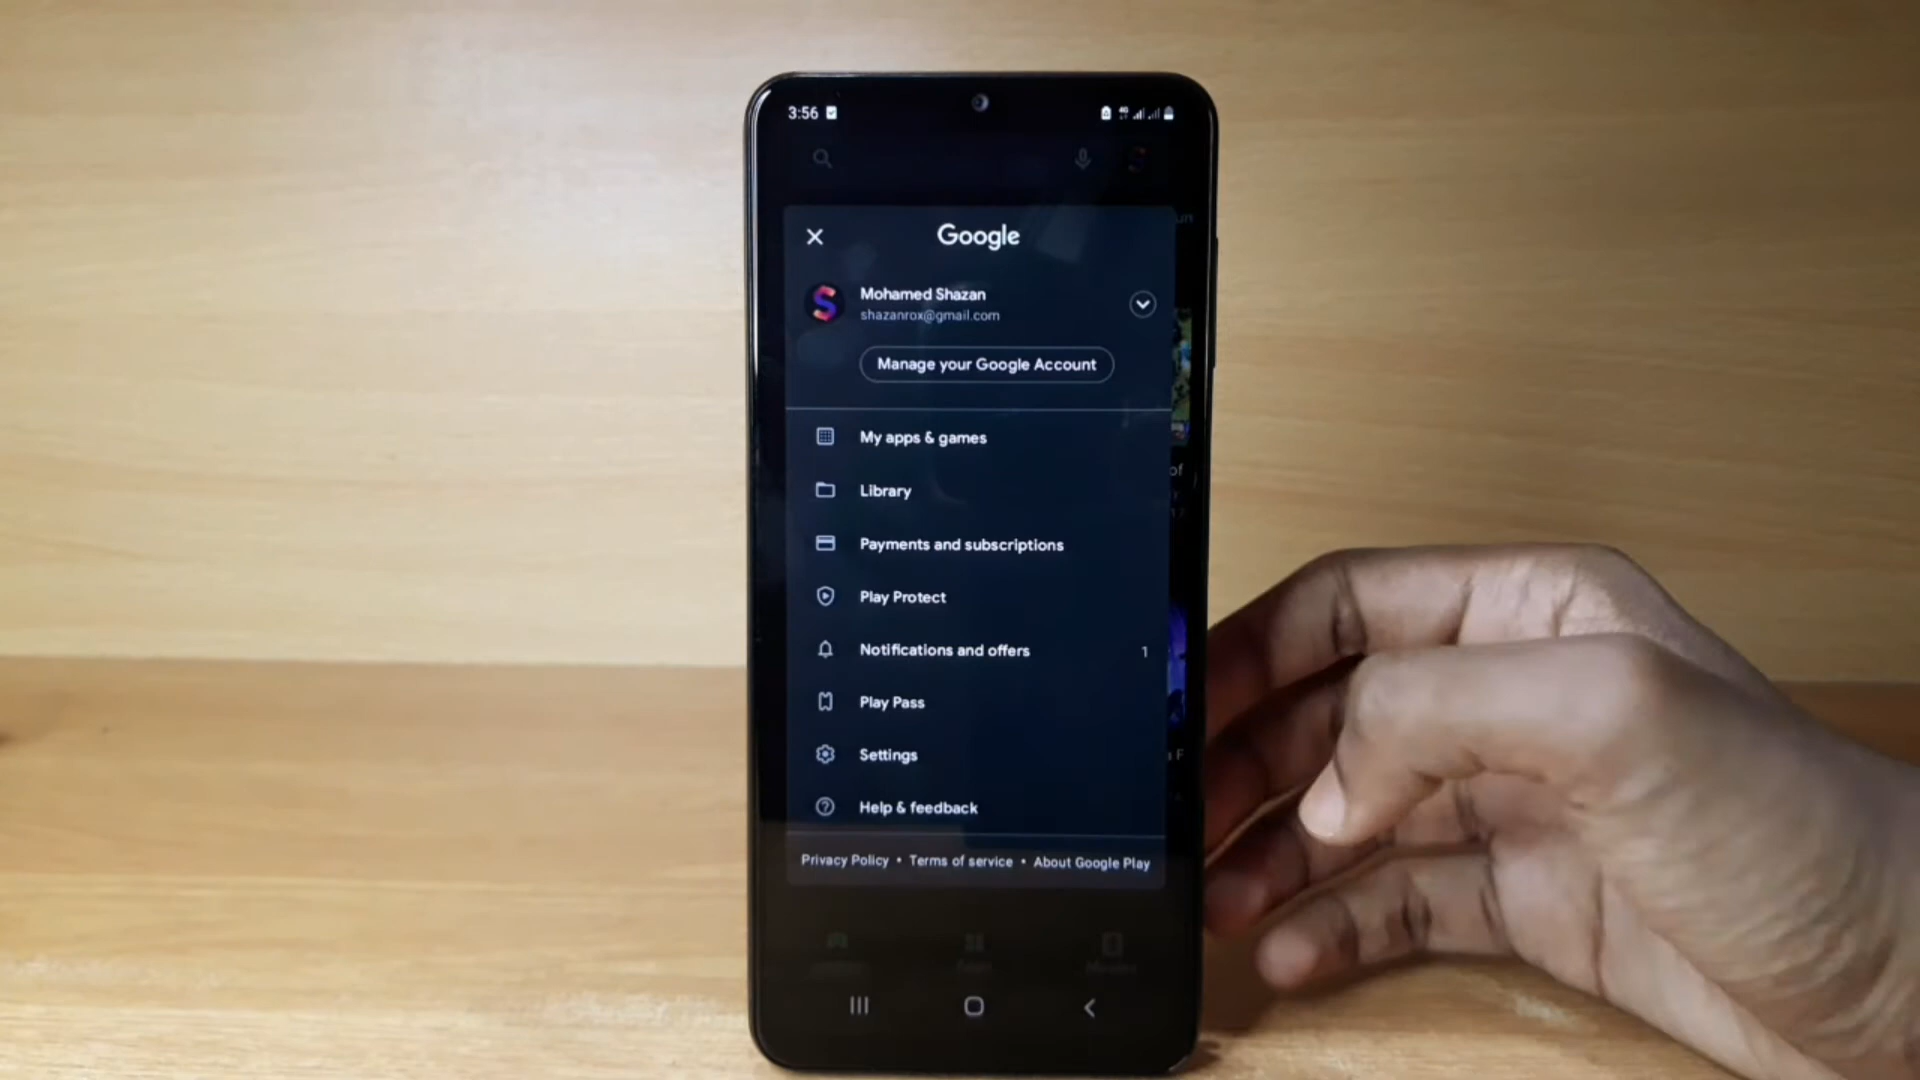 3:56
Google
Mohamed Shazan
shazanrox@gmail.com
Manage your Google Account
My apps & games
Library
Payments and subscriptions
Play Protect
Notifications and offers 1
Play Pass
Settings
Help & feedback
Privacy Policy • Terms of service • About Google Play
of